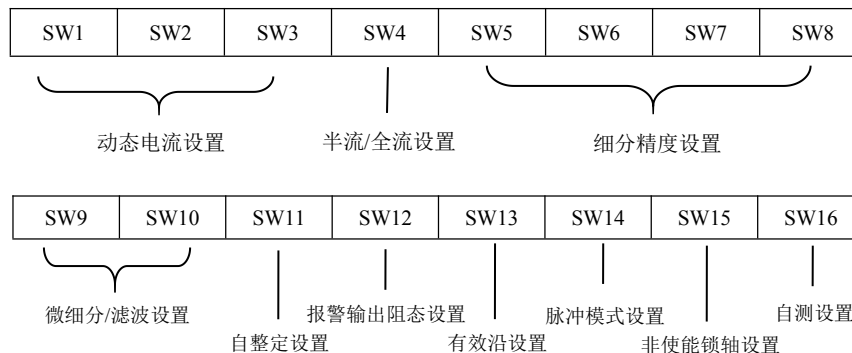 SW1 SW2 SW3 SW4 SW5 SW6 SW7 SW8
动态电流设置 半流/全流设置 细分精度设置
SW9 SW10 SW11 SW12 SW13 SW14 SW15 SW16
微细分/滤波设置 报警输出阻态设置 脉冲模式设置 自测设置
自整定设置 有效沿设置 非使能锁轴设置